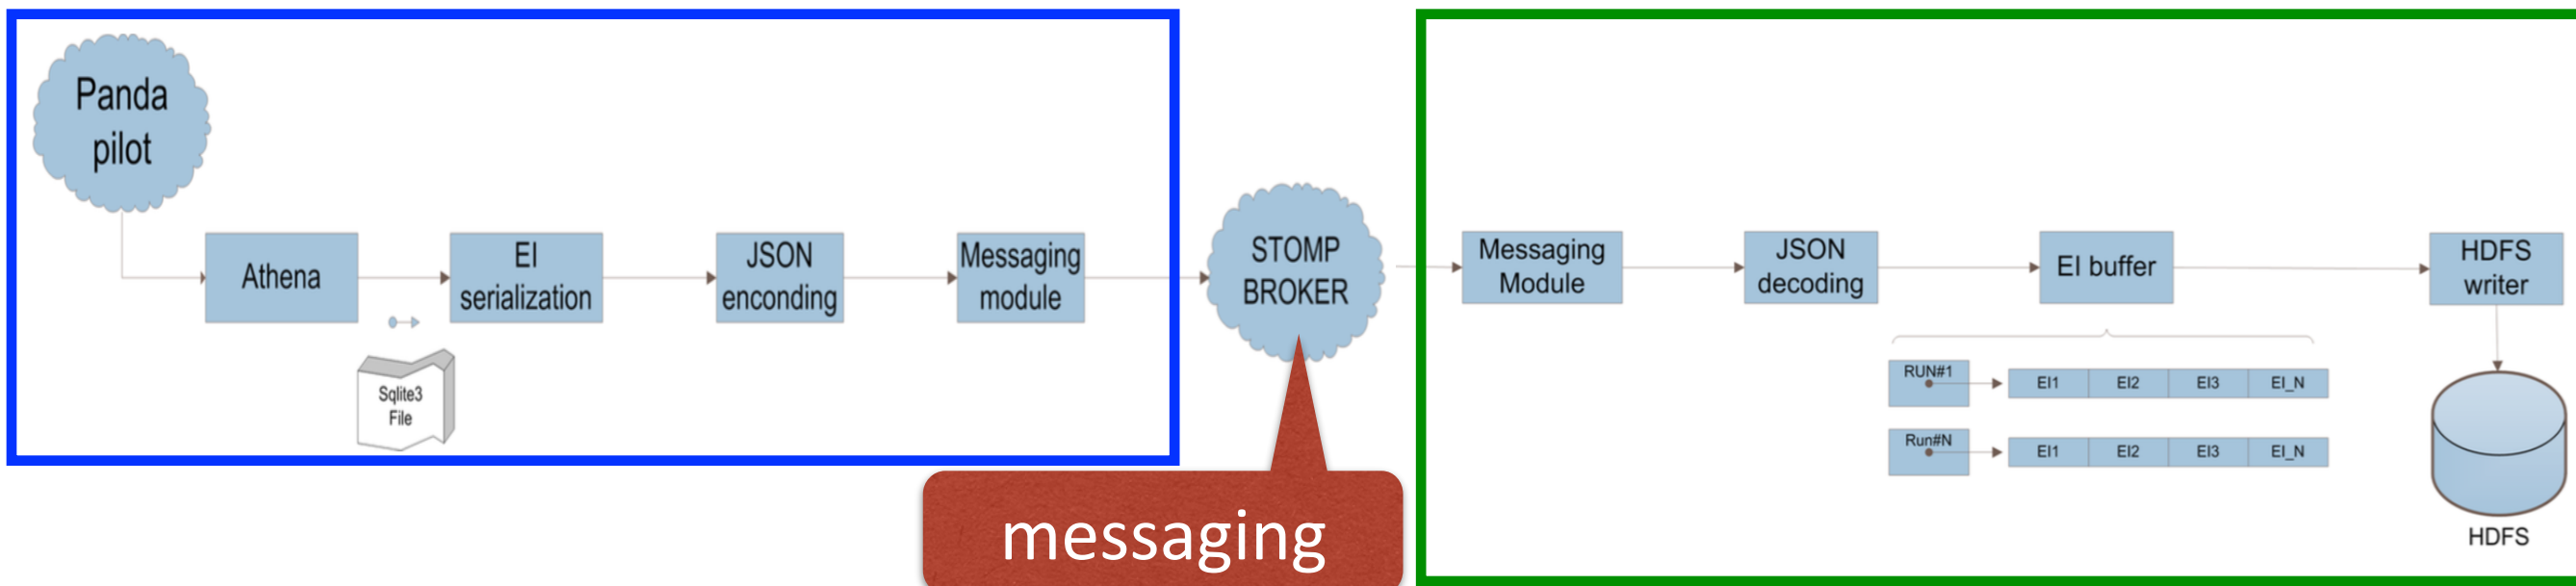 Panda
pilot
Athena
EI
serialization
JSON
enconding
Messaging
module
Sqlite3
File
STOMP
BROKER
messaging
Messaging
Module
JSON
decoding
EI buffer
HDFS
writer
RUN#1
EI1 EI2 EI3 EI_N
Run#N
EI1 EI2 EI3 EI_N
HDFS